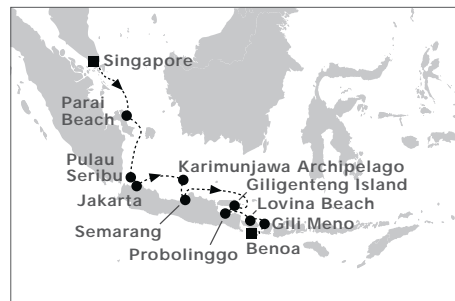 Singapore
Parai
Beach
Pulau
Seribu
Karimunjawa Archipelago
Giligenteng Island
Jakarta
Lovina Beach
Gili Meno
Semarang
Benoa
Probolinggo